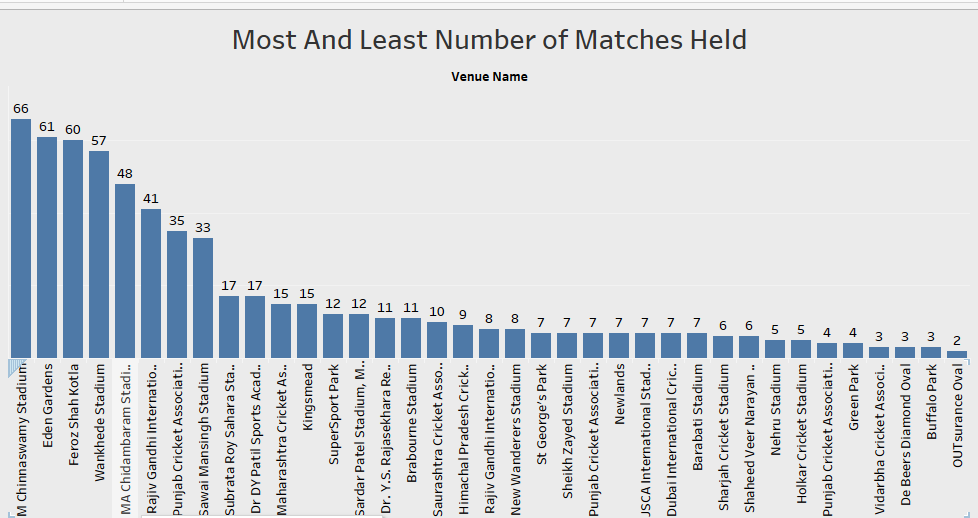 Most And Least Number of Matches Held
Venue Name
66
61
60
57
48
41
35
33
17
17
15
15
12
12
11
11
10
9
8
8
7
7
7
7
7
7
7
6
6
5
5
4
4
3
3
3
2
M Chinnaswamy Stadium
Eden Gardens
Feroz Shah Kotla
Wankhede Stadium
MA Chidambaram Stadi..
Rajiv Gandhi Internatio..
Punjab Cricket Associati..
Sawai Mansingh Stadium
Subrata Roy Sahara Sta..
Dr DY Patil Sports Acad..
Maharashtra Cricket As..
Kingsmead
SuperSport Park
Sardar Patel Stadium, M..
Dr. Y.S. Rajasekhara Re..
Brabourne Stadium
Saurashtra Cricket Asso..
Himachal Pradesh Crick..
Rajiv Gandhi Internatio..
New Wanderers Stadium
St George's Park
Sheikh Zayed Stadium
Punjab Cricket Associati..
Newlands
JSCA International Stad..
Dubai International Cric..
Barabati Stadium
Sharjah Cricket Stadium
Shaheed Veer Narayan ..
Nehru Stadium
Holkar Cricket Stadium
Punjab Cricket Associati..
Green Park
Vidarbha Cricket Associ..
De Beers Diamond Oval
Buffalo Park
OUTsurance Oval